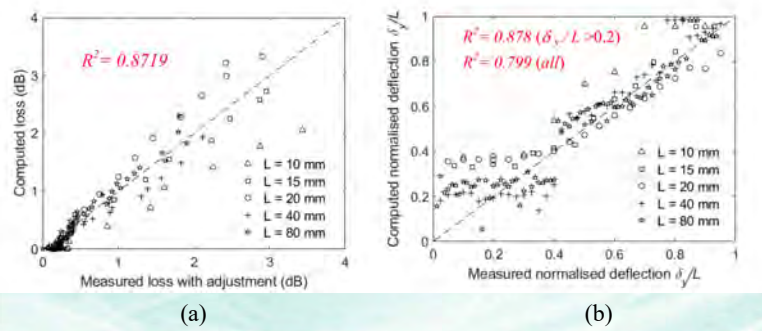 R² = 0.8719
Computed loss (dB)
4
3
2
1
0
0 1 2 3 4
Measured loss with adjustment (dB)
L = 10 mm
L = 15 mm
L = 20 mm
L = 40 mm
L = 80 mm
(a)
R² = 0.878 (δy/L >0.2)
R² = 0.799 (all)
Computed normalised deflection δy/L
1
0.8
0.6
0.4
0.2
0
0 0.2 0.4 0.6 0.8 1
Measured normalised deflection δy/L
L = 10 mm
L = 15 mm
L = 20 mm
L = 40 mm
L = 80 mm
(b)